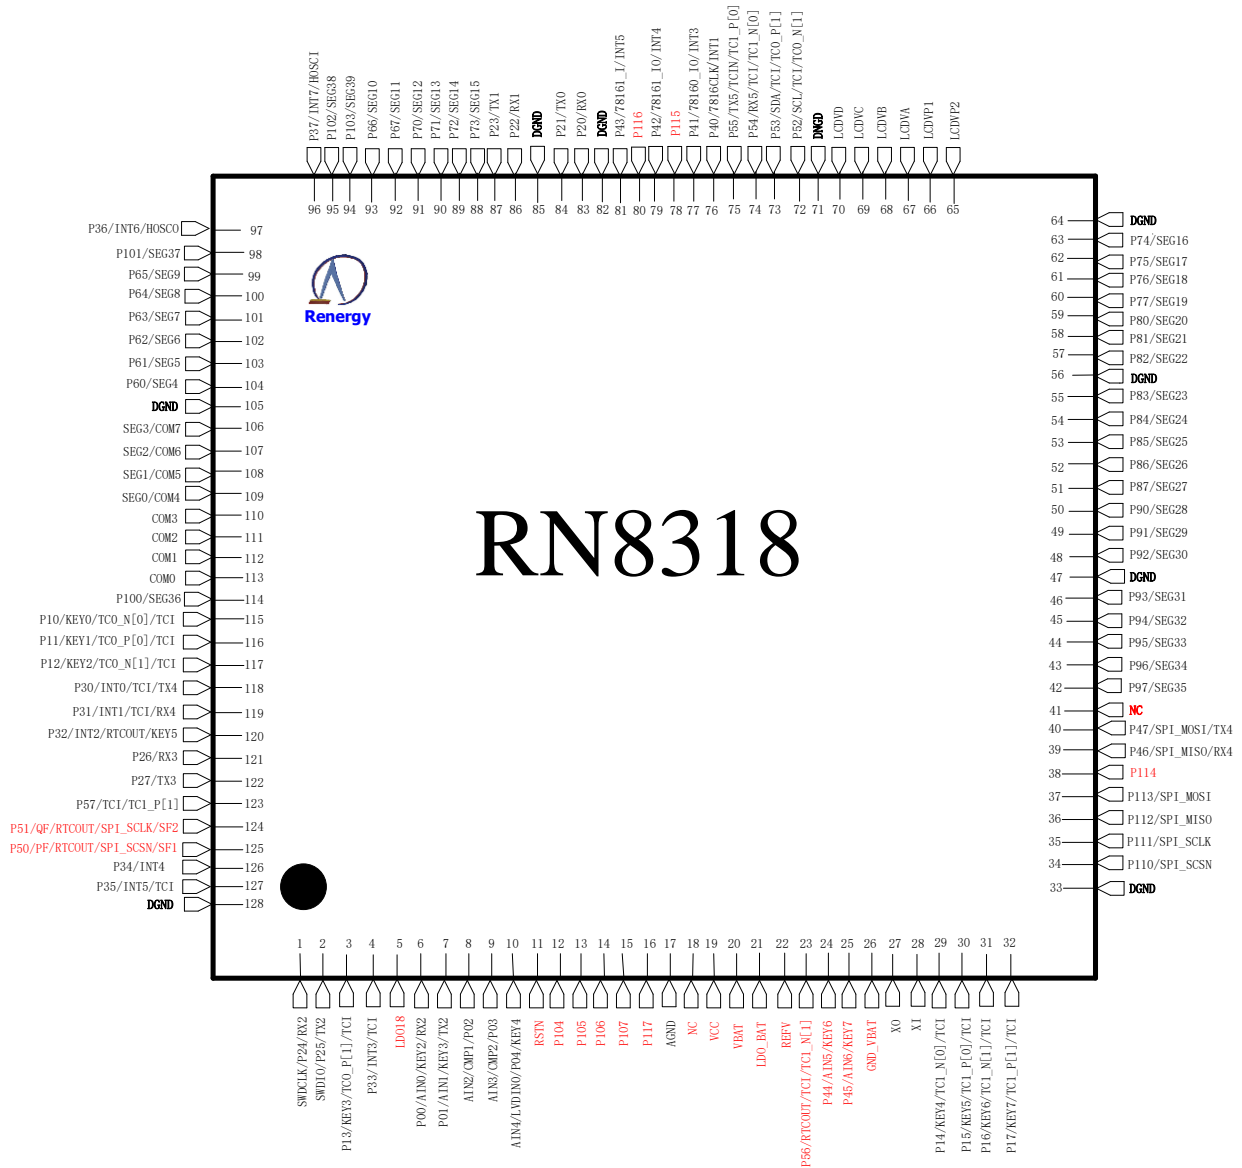 P37/INT7/HOSCI
P102/SEG38
P103/SEG39
P66/SEG10
P67/SEG11
P70/SEG12
P71/SEG13
P72/SEG14
P73/SEG15
P23/TX1
P22/RX1
DGND
P21/TX0
P20/RX0
DGND
P43/78161_I/INT5
P116
P42/78161_IO/INT4
P115
P41/78160_IO/INT3
P40/7816CLK/INT1
P55/TX5/TCIN/TC1_P[0]
P54/RX5/TCI/TC1_N[0]
P53/SDA/TCI/TC0_P[1]
P52/SCL/TCI/TC0_N[1]
DNGD
LCDVD
LCDVC
LCDVB
LCDVA
LCDVP1
LCDVP2
96 95 94 93 92 91 90 89 88 87 86 85 84 83 82 81 80 79 78 77 76 75 74 73 72 71 70 69 68 67 66 65
P36/INT6/HOSCO 97
P101/SEG37 98
P65/SEG9 99
P64/SEG8 100
P63/SEG7 101
P62/SEG6 102
P61/SEG5 103
P60/SEG4 104
DGND 105
SEG3/COM7 106
SEG2/COM6 107
SEG1/COM5 108
SEG0/COM4 109
COM3 110
COM2 111
COM1 112
COM0 113
P100/SEG36 114
P10/KEY0/TC0_N[0]/TCI 115
P11/KEY1/TC0_P[0]/TCI 116
P12/KEY2/TC0_N[1]/TCI 117
P30/INT0/TCI/TX4 118
P31/INT1/TCI/RX4 119
P32/INT2/RTCOUT/KEY5 120
P26/RX3 121
P27/TX3 122
P57/TCI/TC1_P[1] 123
P51/QF/RTCOUT/SPI_SCLK/SF2 124
P50/PF/RTCOUT/SPI_SCSN/SF1 125
P34/INT4 126
P35/INT5/TCI 127
DGND 128
Renergy
RN8318
64 DGND
63 P74/SEG16
62 P75/SEG17
61 P76/SEG18
60 P77/SEG19
59 P80/SEG20
58 P81/SEG21
57 P82/SEG22
56 DGND
55 P83/SEG23
54 P84/SEG24
53 P85/SEG25
52 P86/SEG26
51 P87/SEG27
50 P90/SEG28
49 P91/SEG29
48 P92/SEG30
47 DGND
46 P93/SEG31
45 P94/SEG32
44 P95/SEG33
43 P96/SEG34
42 P97/SEG35
41 NC
40 P47/SPI_MOSI/TX4
39 P46/SPI_MISO/RX4
38 P114
37 P113/SPI_MOSI
36 P112/SPI_MISO
35 P111/SPI_SCLK
34 P110/SPI_SCSN
33 DGND
1 2 3 4 5 6 7 8 9 10 11 12 13 14 15 16 17 18 19 20 21 22 23 24 25 26 27 28 29 30 31 32
SWDCLK/P24/RX2
SWDIO/P25/TX2
P13/KEY3/TC0_P[1]/TCI
P33/INT3/TCI
LDO18
P00/AIN0/KEY2/RX2
P01/AIN1/KEY3/TX2
AIN2/CMP1/P02
AIN3/CMP2/P03
AIN4/LVDIN0/P04/KEY4
RSTN
P104
P105
P106
P107
P117
AGND
NC
VCC
VBAT
LDO_BAT
REFV
P56/RTCOUT/TCI/TC1_N[1]
P44/AIN5/KEY6
P45/AIN6/KEY7
GND_VBAT
XO
XI
P14/KEY4/TC1_N[0]/TCI
P15/KEY5/TC1_P[0]/TCI
P16/KEY6/TC1_N[1]/TCI
P17/KEY7/TC1_P[1]/TCI